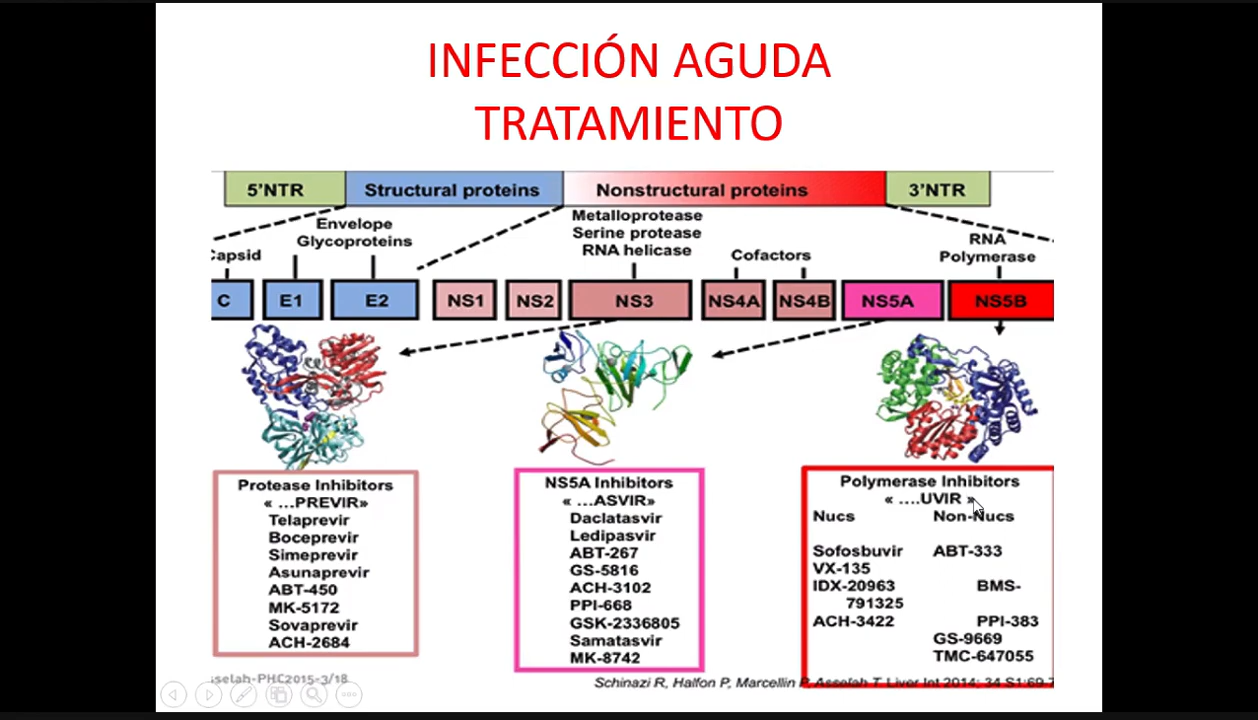 INFECCIÓN AGUDA
TRATAMIENTO
5'NTR
Structural proteins
Nonstructural proteins
3'NTR
Envelope
Glycoproteins
Metalloprotease
Serine protease
RNA helicase
Capsid
Cofactors
RNA
Polymerase
C
E1
E2
NS1
NS2
NS3
NS4A
NS4B
NS5A
NS5B
Protease Inhibitors
« ...PREVIR»
Telaprevir
Boceprevir
Simeprevir
Asunaprevir
ABT-450
MK-5172
Sovaprevir
ACH-2684
NS5A Inhibitors
« ...ASVIR»
Daclatasvir
Ledipasvir
ABT-267
GS-5816
ACH-3102
PPI-668
GSK-2336805
Samatasvir
MK-8742
Polymerase Inhibitors
« ....UVIR »
Nucs Non-Nucs
Sofosbuvir ABT-333
VX-135
IDX-20963 BMS-
791325
ACH-3422 PPI-383
GS-9669
TMC-647055
sselah-PHC2015-3/18
Schinazi R, Halfon P, Marcellin P, Asselah T. Liver Int 2014; 34 S1:69-